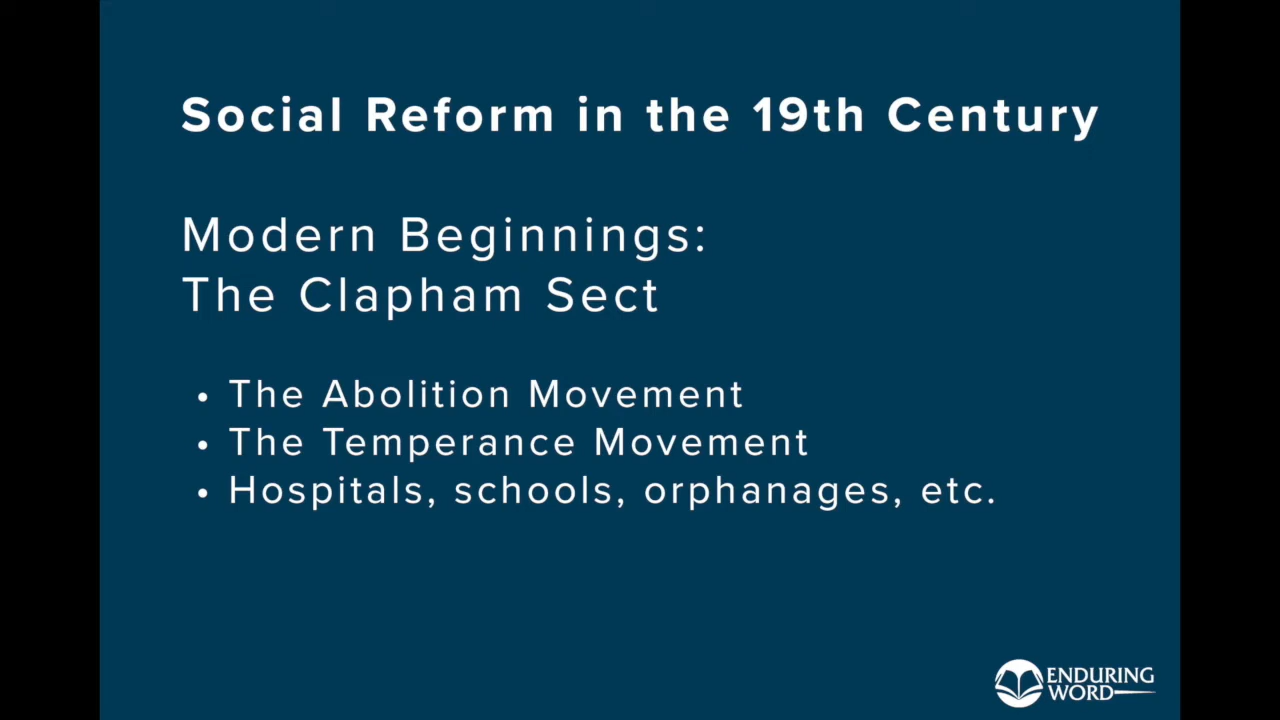 Social Reform in the 19th Century
Modern Beginnings:
The Clapham Sect
• The Abolition Movement
• The Temperance Movement
• Hospitals, schools, orphanages, etc.
ENDURING
WORD